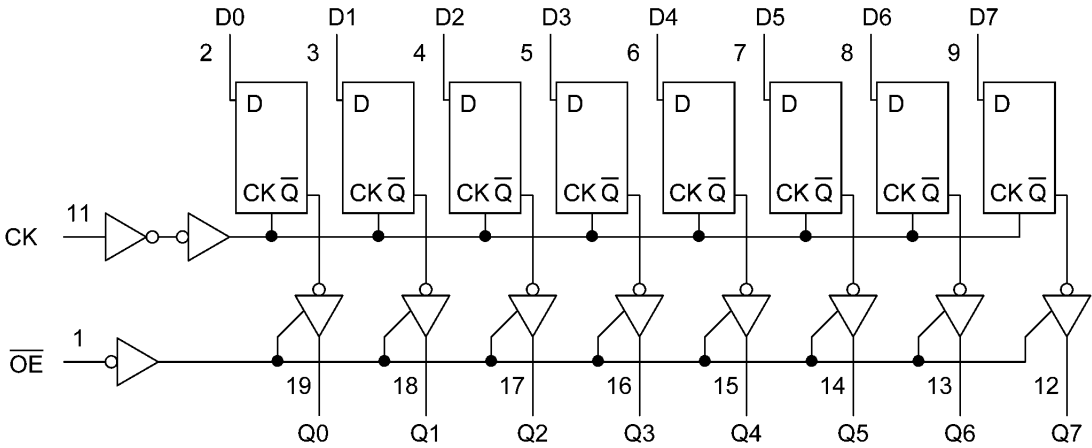 D0 D1 D2 D3 D4 D5 D6 D7
2 3 4 5 6 7 8 9
D D D D D D D D
CK Q̅ CK Q̅ CK Q̅ CK Q̅ CK Q̅ CK Q̅ CK Q̅ CK Q̅
11
CK
1
O̅E̅
19 18 17 16 15 14 13 12
Q0 Q1 Q2 Q3 Q4 Q5 Q6 Q7